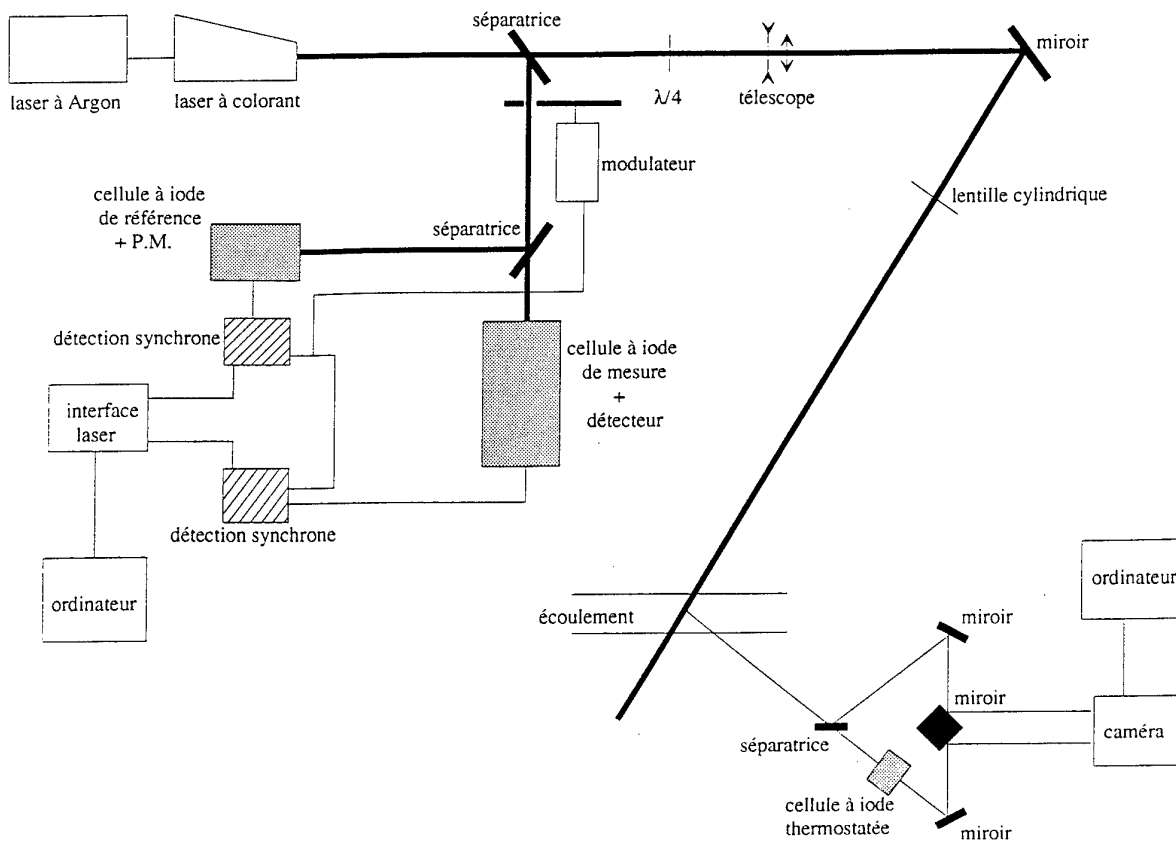 séparatrice
miroir
laser à Argon
laser à colorant
λ/4
télescope
modulateur
lentille cylindrique
cellule à iode
de référence
+ P.M.
séparatrice
détection synchrone
cellule à iode
de mesure
+
détecteur
interface
laser
détection synchrone
ordinateur
écoulement
ordinateur
miroir
miroir
séparatrice
caméra
cellule à iode
thermostatée
miroir